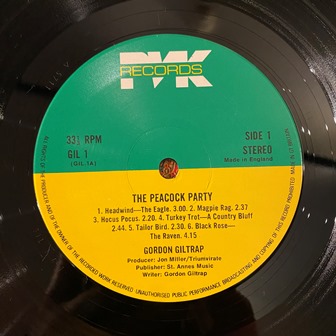 PVK
RECORDS
33⅓ RPM
SIDE 1
GIL 1
STEREO
(GIL.1A)
Made in England
THE PEACOCK PARTY
1. Headwind—The Eagle. 3.00. 2. Magpie Rag. 2.37
3. Hocus Pocus. 2.20. 4. Turkey Trot—A Country Bluff
2.44. 5. Tailor Bird. 2.30. 6. Black Rose—
The Raven. 4.15
GORDON GILTRAP
Producer: Jon Miller/Triumvirate
Publisher: St. Annes Music
Writer: Gordon Giltrap
ALL RIGHTS OF THE PRODUCER AND OF THE OWNER OF THE RECORDED WORK RESERVED UNAUTHORISED PUBLIC PERFORMANCE BROADCASTING AND COPYING OF THIS RECORD PROHIBITED